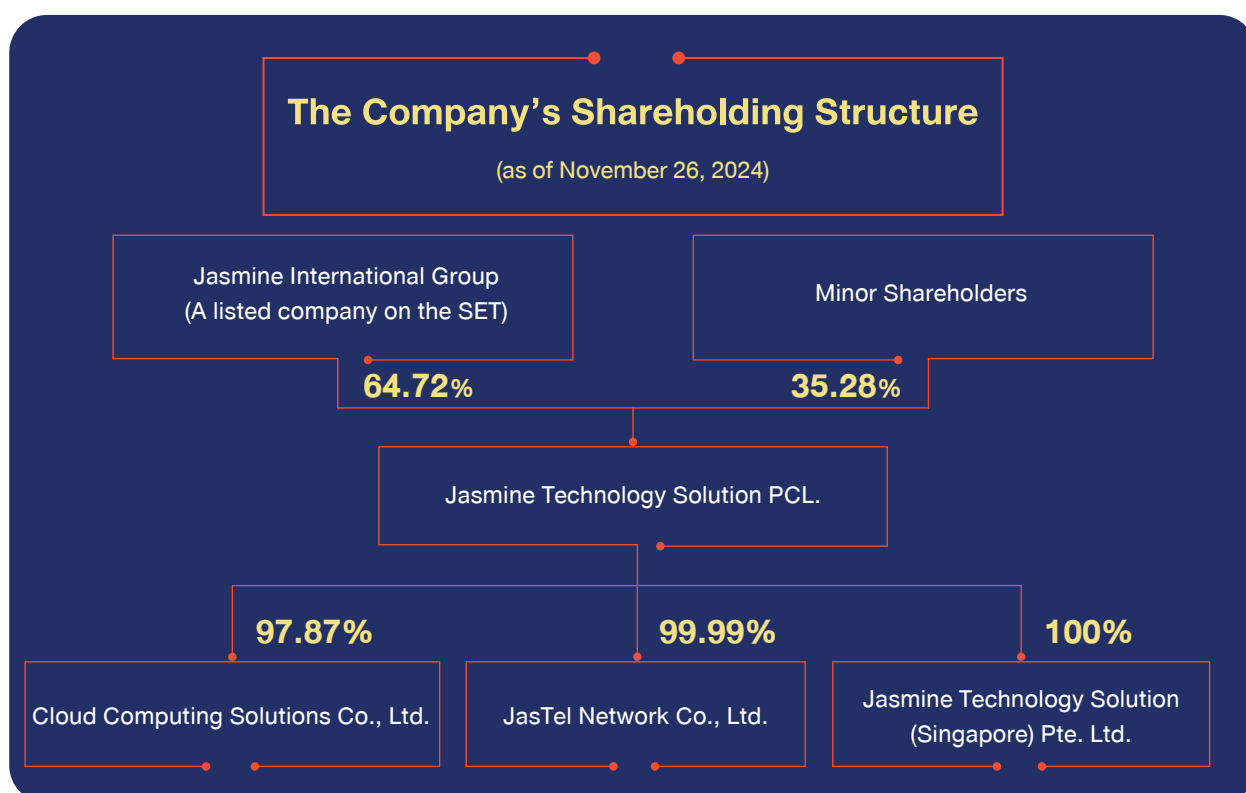 The Company’s Shareholding Structure
(as of November 26, 2024)
Jasmine International Group
(A listed company on the SET)
Minor Shareholders
64.72%
35.28%
Jasmine Technology Solution PCL.
97.87%
99.99%
100%
Cloud Computing Solutions Co., Ltd.
JasTel Network Co., Ltd.
Jasmine Technology Solution
(Singapore) Pte. Ltd.